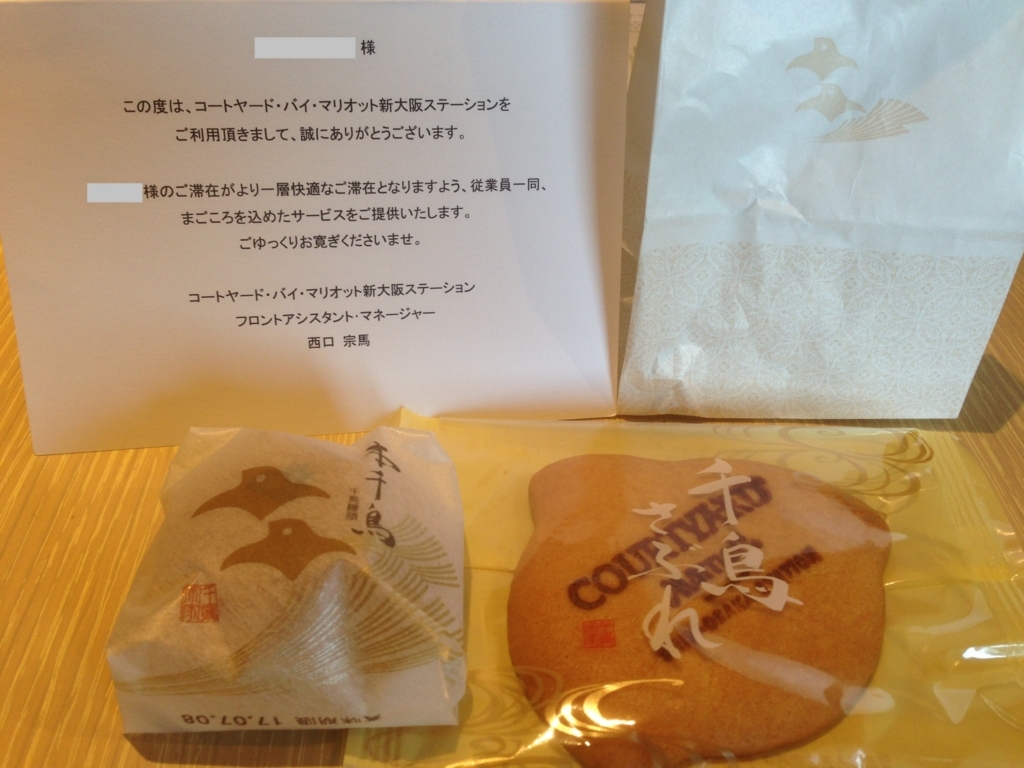 様
この度は、コートヤード・バイ・マリオット新大阪ステーションを
ご利用頂きまして、誠にありがとうございます。
様のご滞在がより一層快適なご滞在となりますよう、従業員一同、
まごころを込めたサービスをご提供いたします。
ごゆっくりお寛ぎくださいませ。
コートヤード・バイ・マリオット新大阪ステーション
フロントアシスタント・マネージャー
西口 宗馬
本千鳥
千鳥饅頭
賞味期限 17.07.08
千鳥
さぶれ
COURTYARD
STATION